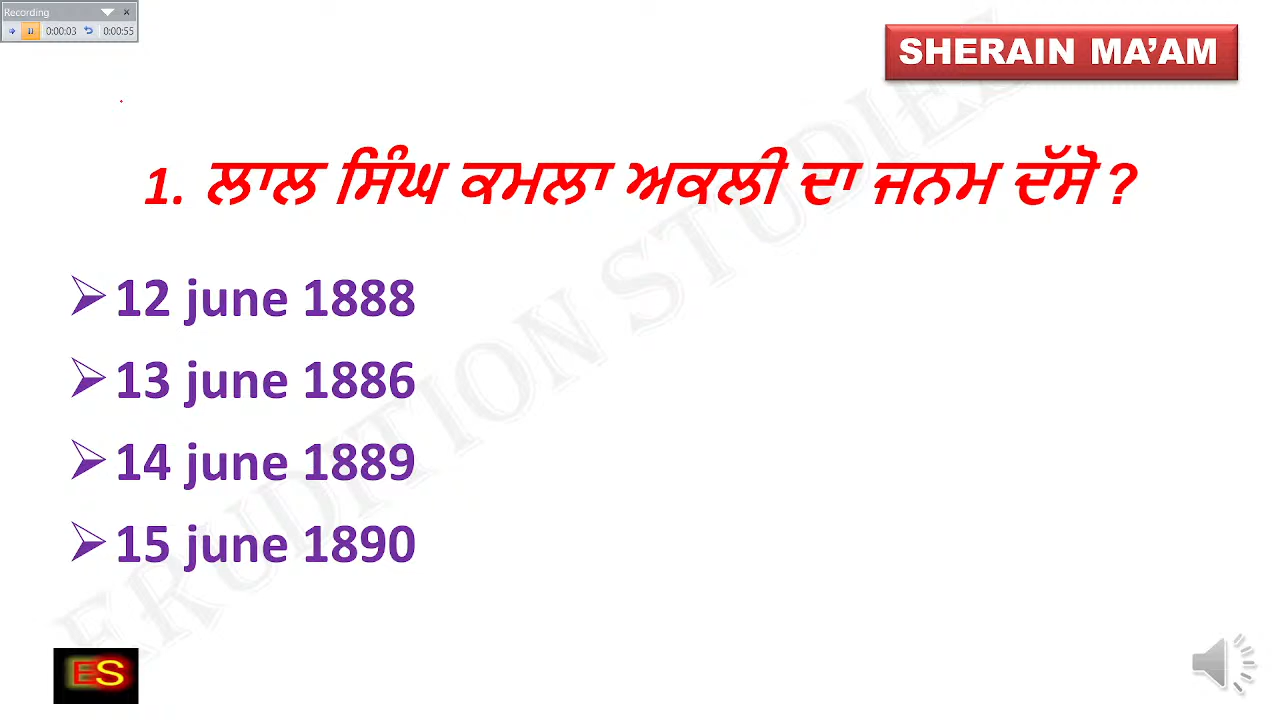 Recording
0:00:03 0:00:55
SHERAIN MA’AM
1. ਲਾਲ ਸਿੰਘ ਕਮਲਾ ਅਕਲੀ ਦਾ ਜਨਮ ਦੱਸੋ ?
12 june 1888
13 june 1886
14 june 1889
15 june 1890
ERUDITION STUDIES
ES